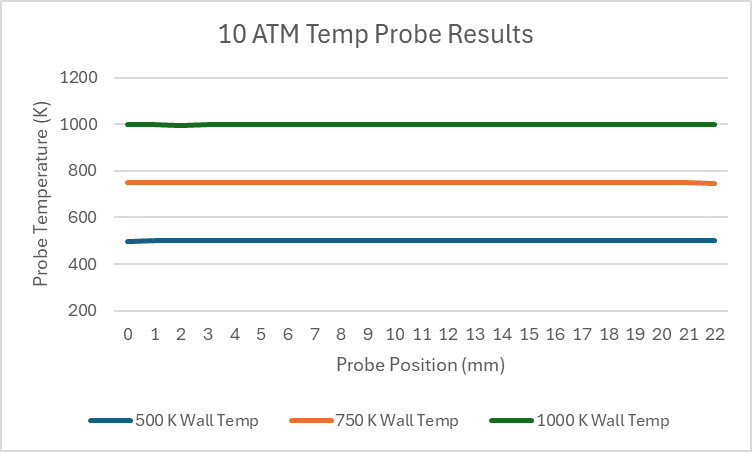 10 ATM Temp Probe Results
Probe Temperature (K)
1200
1000
800
600
400
200
0 1 2 3 4 5 6 7 8 9 10 11 12 13 14 15 16 17 18 19 20 21 22
Probe Position (mm)
500 K Wall Temp 750 K Wall Temp 1000 K Wall Temp